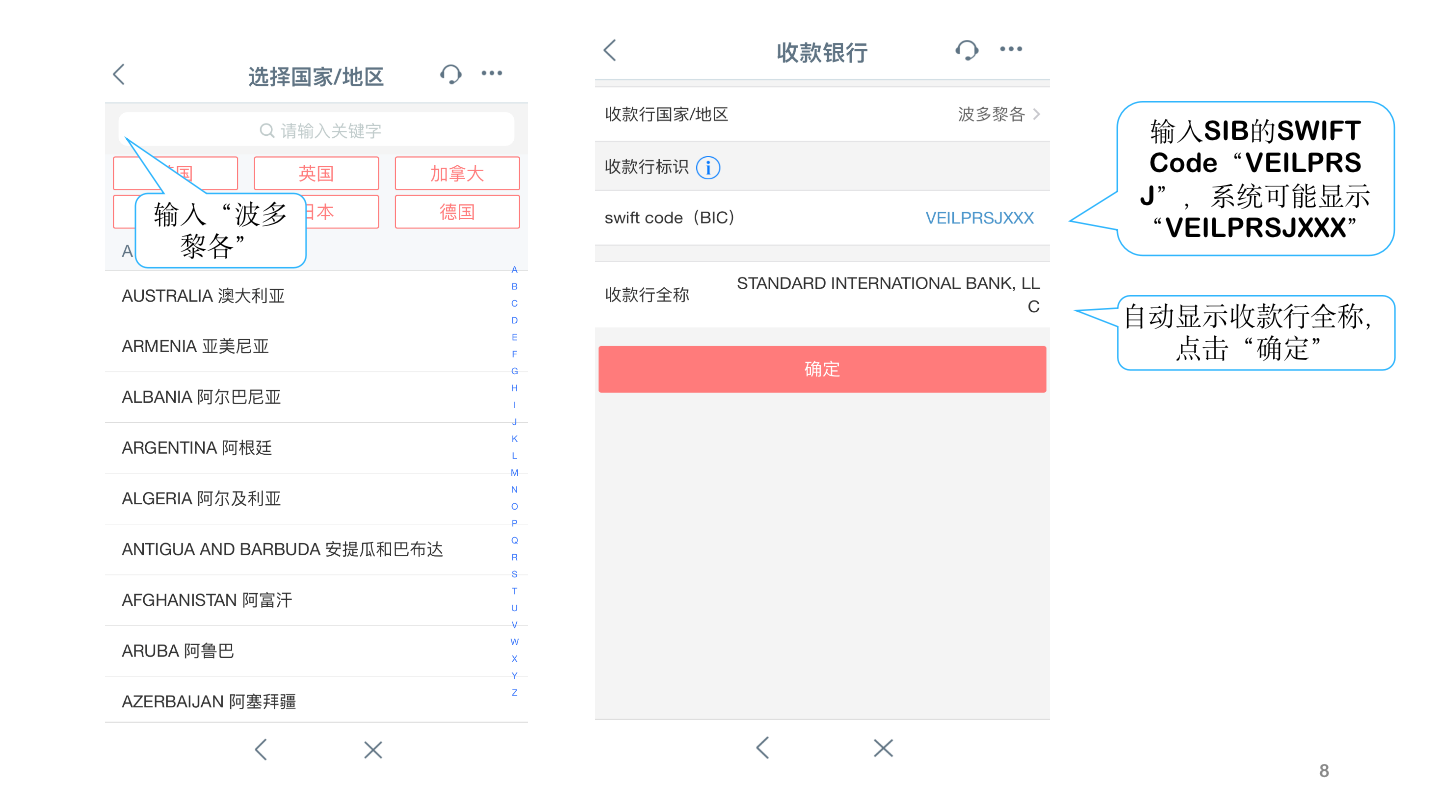 选择国家/地区
请输入关键字
国
英国
加拿大
日本
德国
输入“波多
黎各”
A
AUSTRALIA 澳大利亚
ARMENIA 亚美尼亚
ALBANIA 阿尔巴尼亚
ARGENTINA 阿根廷
ALGERIA 阿尔及利亚
ANTIGUA AND BARBUDA 安提瓜和巴布达
AFGHANISTAN 阿富汗
ARUBA 阿鲁巴
AZERBAIJAN 阿塞拜疆
A
B
C
D
E
F
G
H
I
J
K
L
M
N
O
P
Q
R
S
T
U
V
W
X
Y
Z
收款银行
收款行国家/地区 波多黎各
收款行标识
swift code（BIC） VEILPRSJXXX
收款行全称 STANDARD INTERNATIONAL BANK, LL
C
确定
输入SIB的SWIFT
Code“VEILPRS
J”，系统可能显示
“VEILPRSJXXX”
自动显示收款行全称,
点击“确定”
8